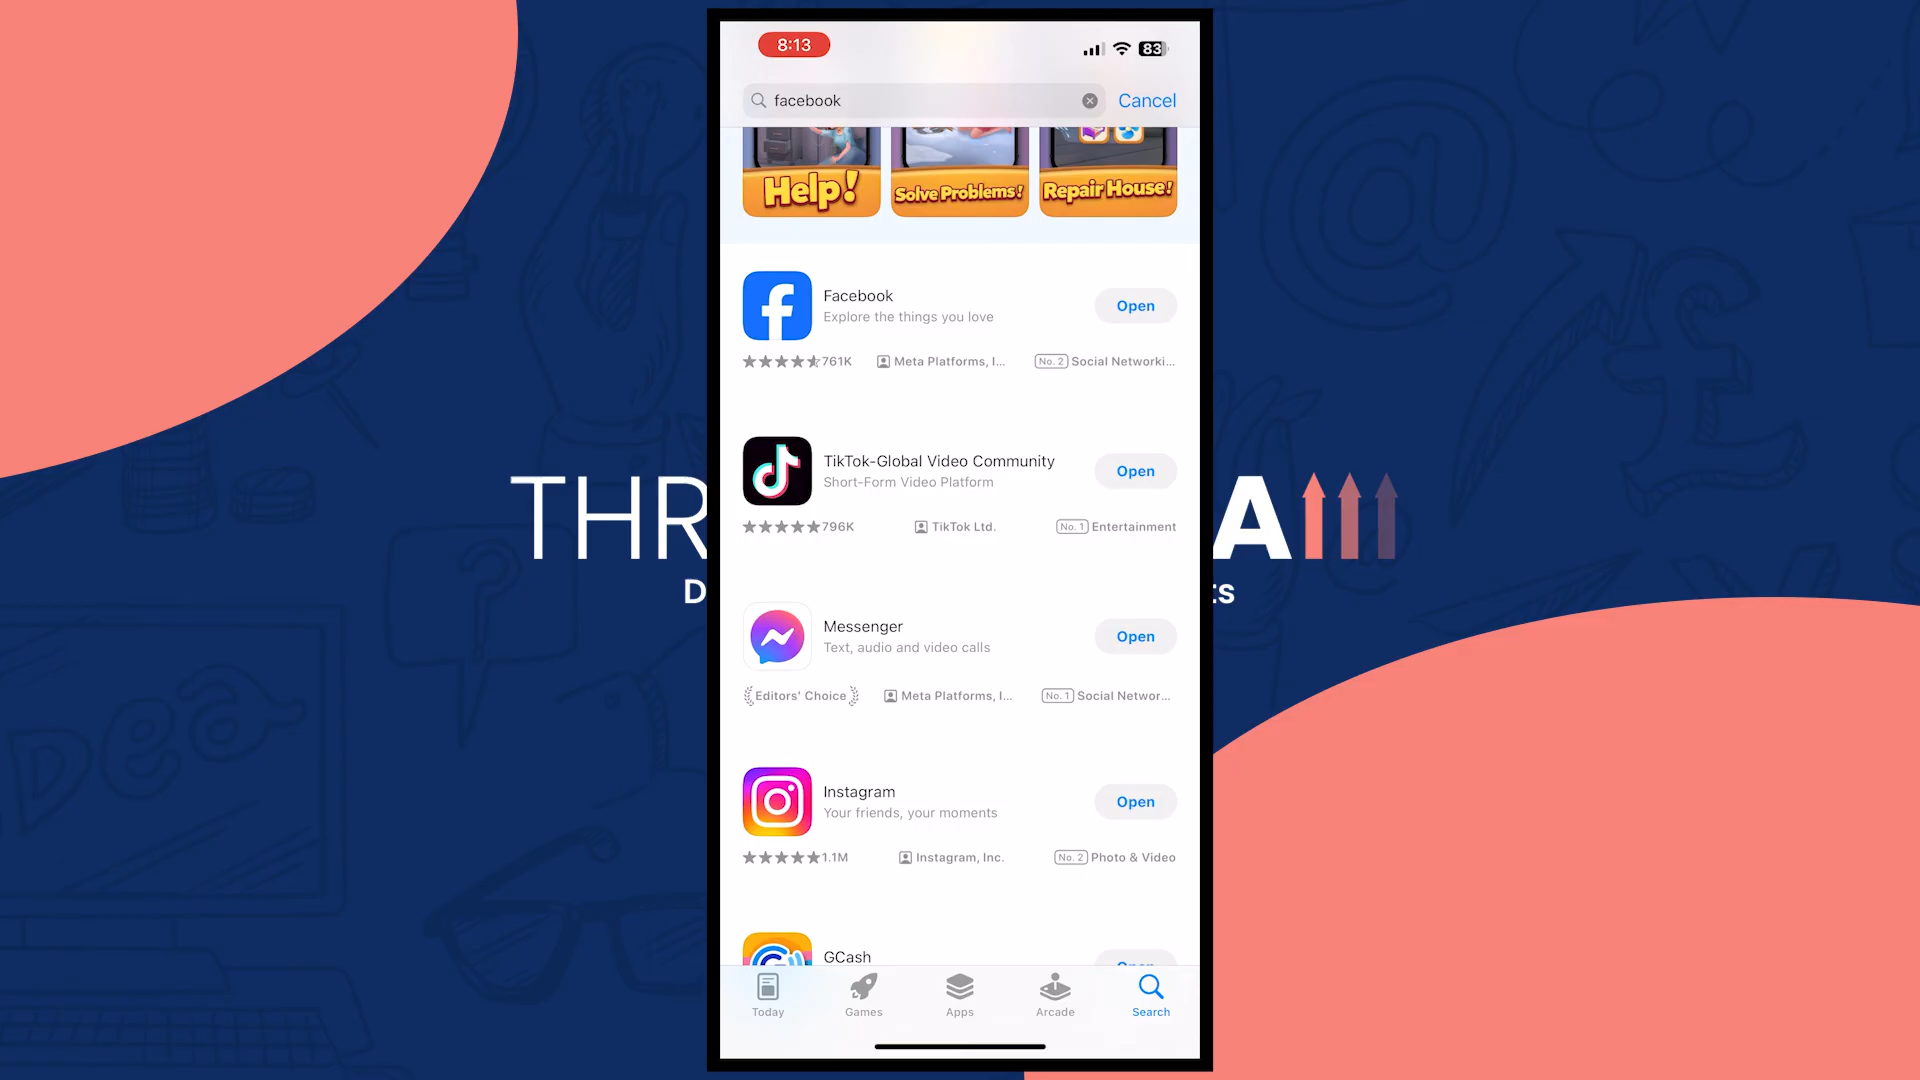 8:13
83
facebook
Cancel
Help!
Solve Problems!
Repair House!
Facebook
Explore the things you love
Open
761K
Meta Platforms, I...
No. 2 Social Networki...
TikTok-Global Video Community
Short-Form Video Platform
Open
796K
TikTok Ltd.
No. 1 Entertainment
THR
A
D
ts
Messenger
Text, audio and video calls
Open
Editors' Choice
Meta Platforms, I...
No. 1 Social Networ...
Dea
Instagram
Your friends, your moments
Open
1.1M
Instagram, Inc.
No. 2 Photo & Video
GCash
Open
Today
Games
Apps
Arcade
Search